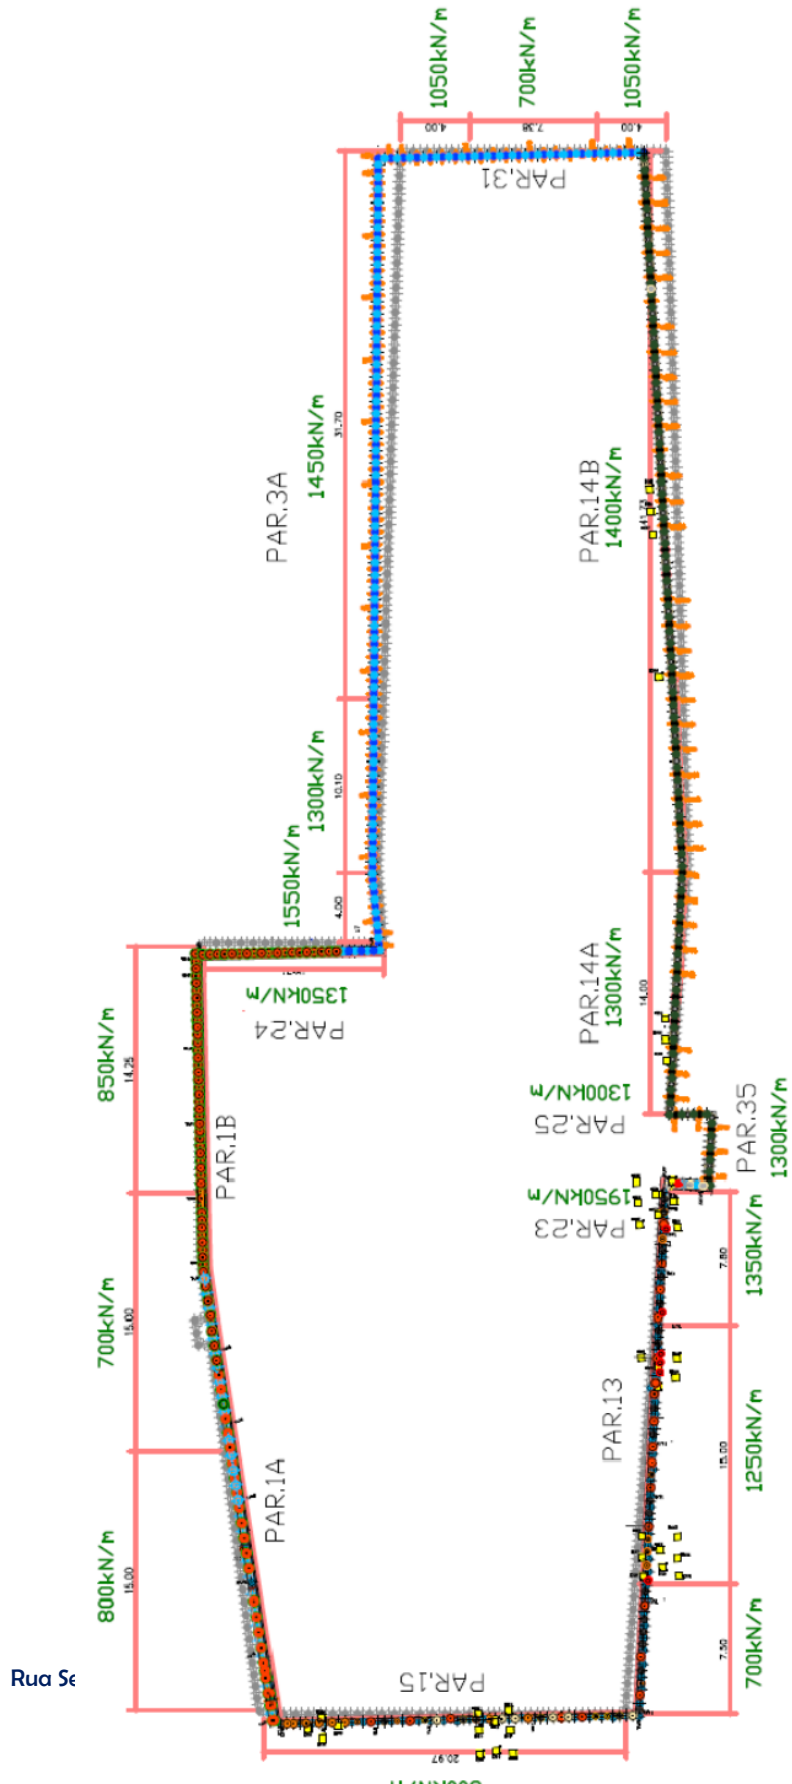 1050kN/m
700kN/m
1050kN/m
4.00
7.38
4.00
PAR.31
PAR.3A
1450kN/m
31.70
PAR.14B
1400kN/m
1300kN/m
10.10
1550kN/m
4.00
1350kN/m
PAR.24
PAR.14A
1300kN/m
14.00
850kN/m
14.25
PAR.1B
1300kN/m
PAR.25
PAR.35
1300kN/m
1950kN/m
PAR.23
7.50
1350kN/m
700kN/m
15.00
PAR.13
15.00
1250kN/m
PAR.1A
800kN/m
15.00
7.50
700kN/m
Rua Se
PAR.15
20.97